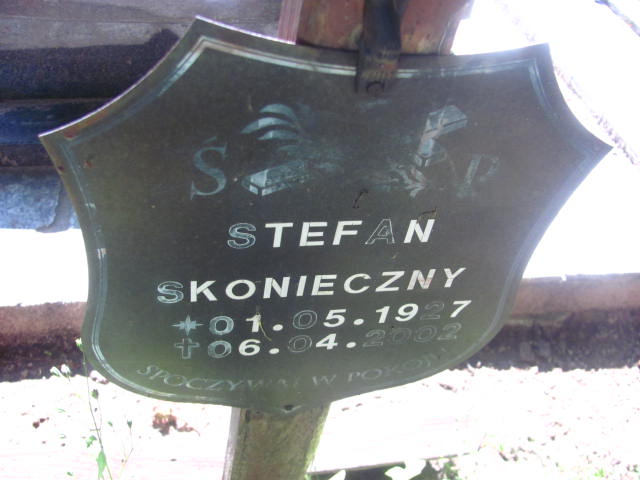 Ś P
STEFAN
SKONIECZNY
01.05.1927
06.04.2002
SPOCZYWAJ W POKOJU